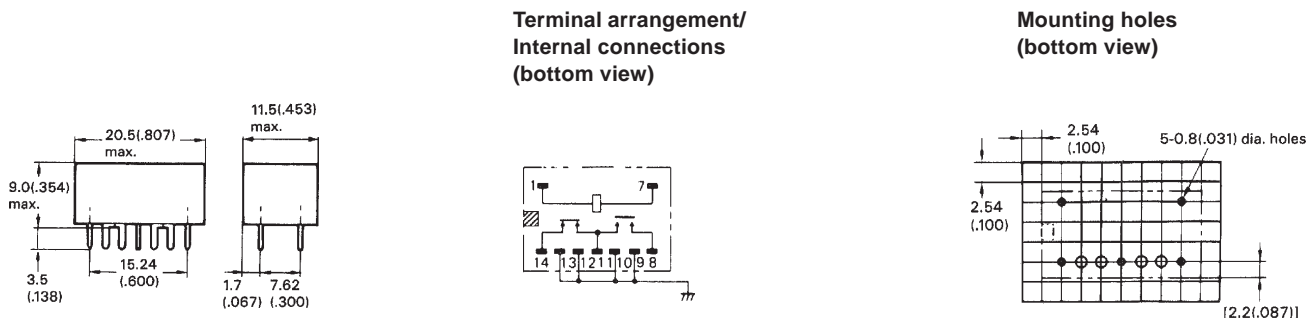 Terminal arrangement/
Internal connections
(bottom view)
Mounting holes
(bottom view)
20.5(.807)
max.
11.5(.453)
max.
9.0(.354)
max.
3.5
(.138)
15.24
(.600)
1.7
(.067)
7.62
(.300)
1
7
14
13
12
11
10
9
8
2.54
(.100)
5-0.8(.031) dia. holes
2.54
(.100)
[2.2(.087)]